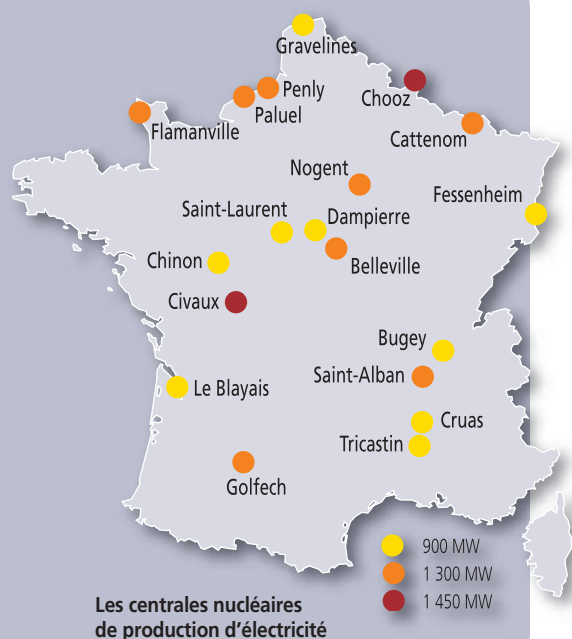 Gravelines
Penly
Chooz
Paluel
Flamanville
Cattenom
Nogent
Fessenheim
Saint-Laurent
Dampierre
Chinon
Belleville
Civaux
Bugey
Saint-Alban
Le Blayais
Cruas
Tricastin
Golfech
900 MW
1 300 MW
1 450 MW
Les centrales nucléaires
de production d'électricité